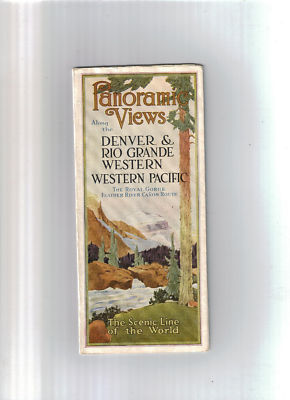 Panoramic
Views
Along
the
DENVER &
RIO GRANDE
WESTERN
WESTERN PACIFIC
THE ROYAL GORGE
FEATHER RIVER CANON ROUTE
The Scenic Line
of the World